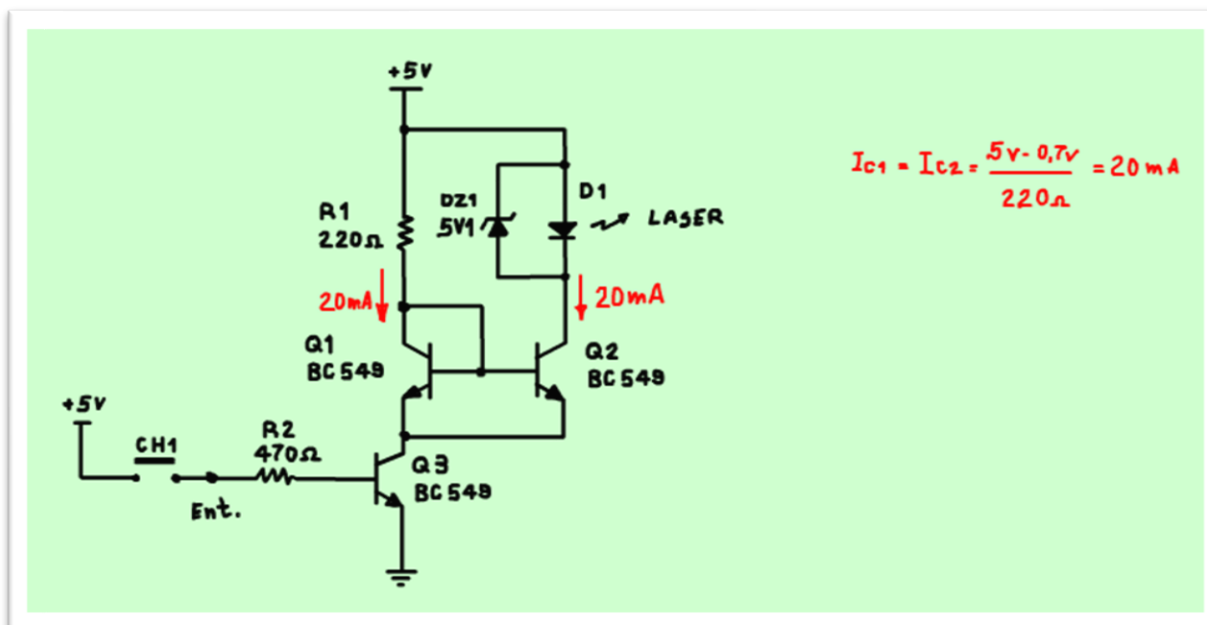 +5V
R1
220Ω
DZ1
5V1
D1
LASER
20mA
20mA
Q1
BC549
Q2
BC549
+5V
CH1
R2
470Ω
Ent.
Q3
BC549
IC1 = IC2 = 5V-0,7V / 220Ω = 20mA